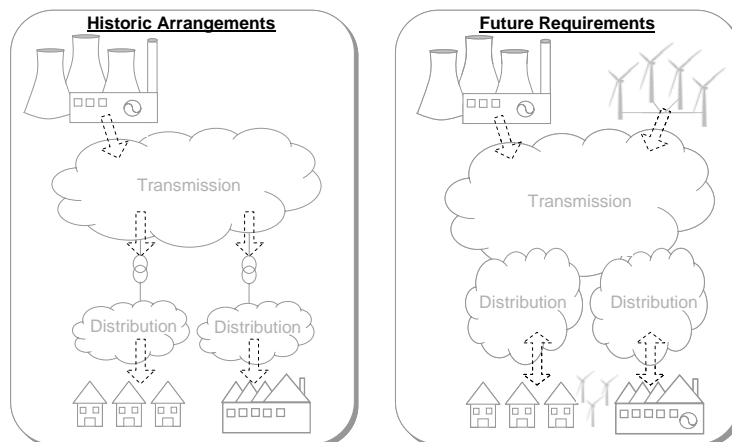 Historic Arrangements
Transmission
Distribution
Distribution
Future Requirements
Transmission
Distribution
Distribution